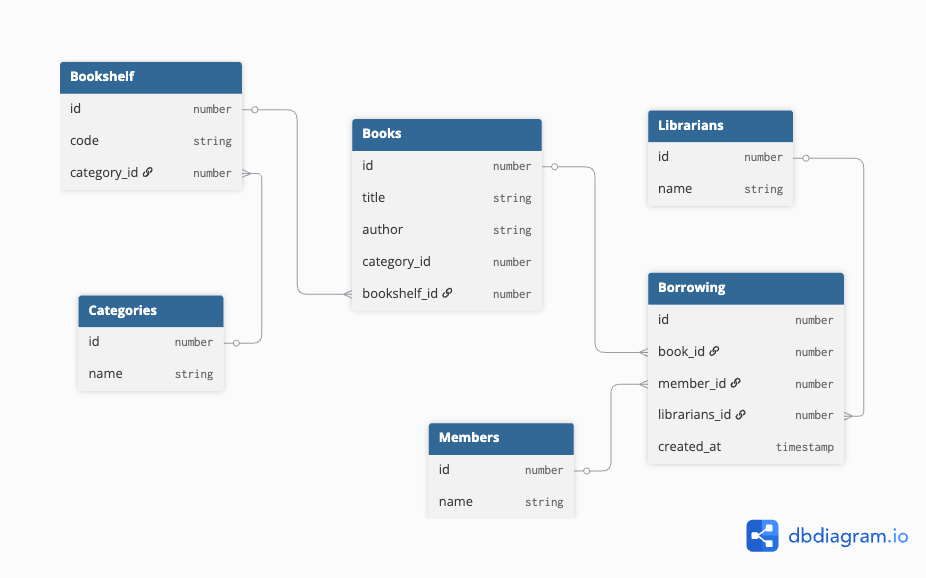 Bookshelf
id number
code string
category_id number
Books
id number
title string
author string
category_id number
bookshelf_id number
Librarians
id number
name string
Categories
id number
name string
Borrowing
id number
book_id number
member_id number
librarians_id number
created_at timestamp
Members
id number
name string
dbdiagram.io